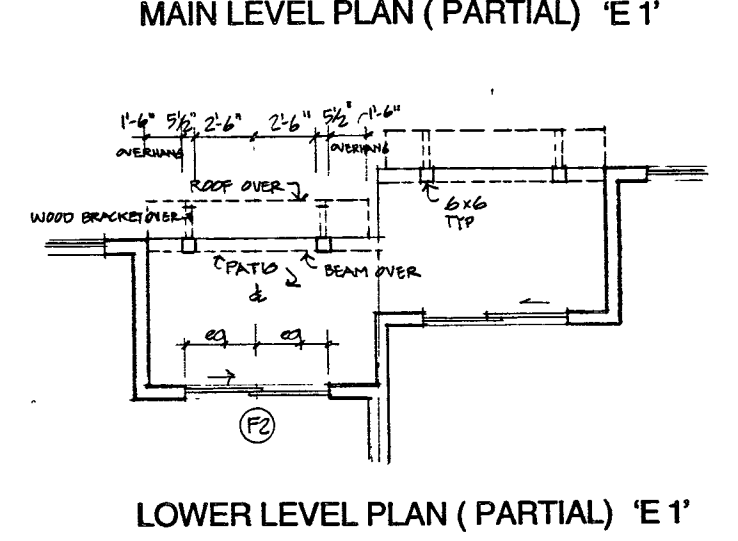 MAIN LEVEL PLAN ( PARTIAL) 'E 1'
1'-6" 5½" 2'-6" 2'-6" 5½" 1'-6"
OVERHANG OVERHANG
ROOF OVER
6x6
TYP
WOOD BRACKET OVER
PATIO BEAM OVER
EQ EQ
F2
LOWER LEVEL PLAN ( PARTIAL) 'E 1'